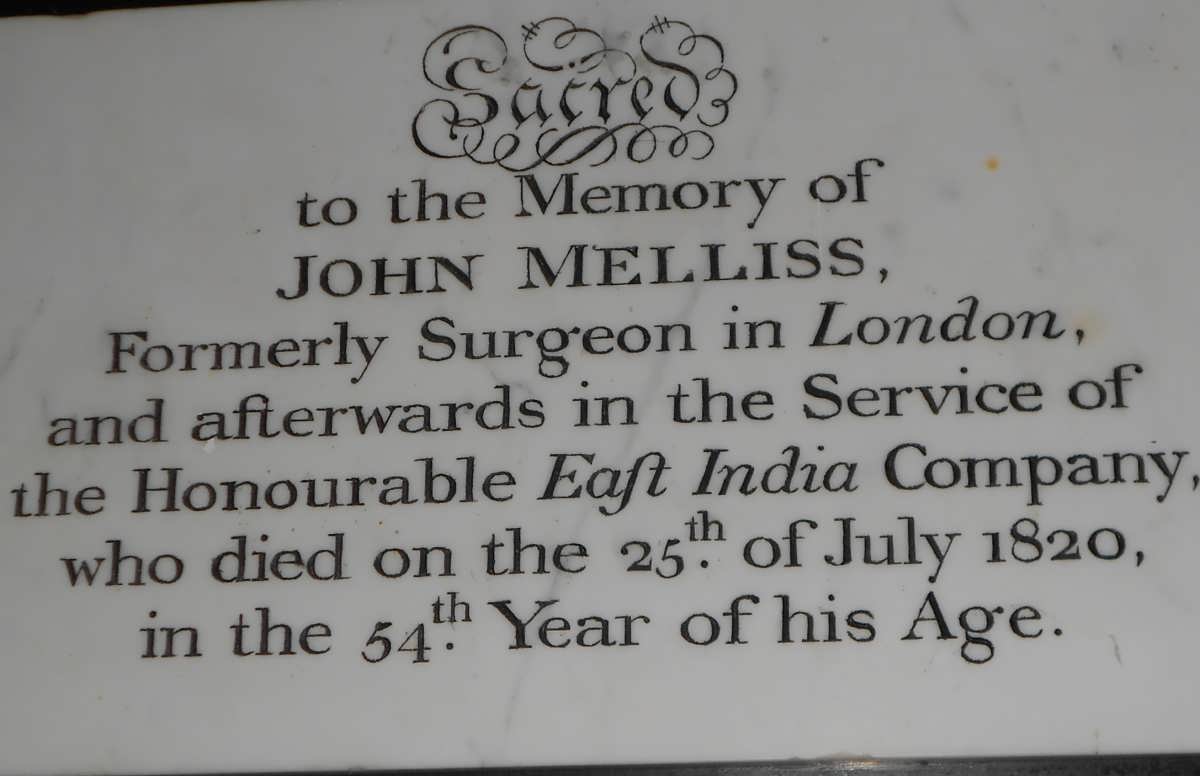 Sacred
to the Memory of
JOHN MELLISS,
Formerly Surgeon in London,
and afterwards in the Service of
the Honourable Eaſt India Company,
who died on the 25th. of July 1820,
in the 54th. Year of his Age.